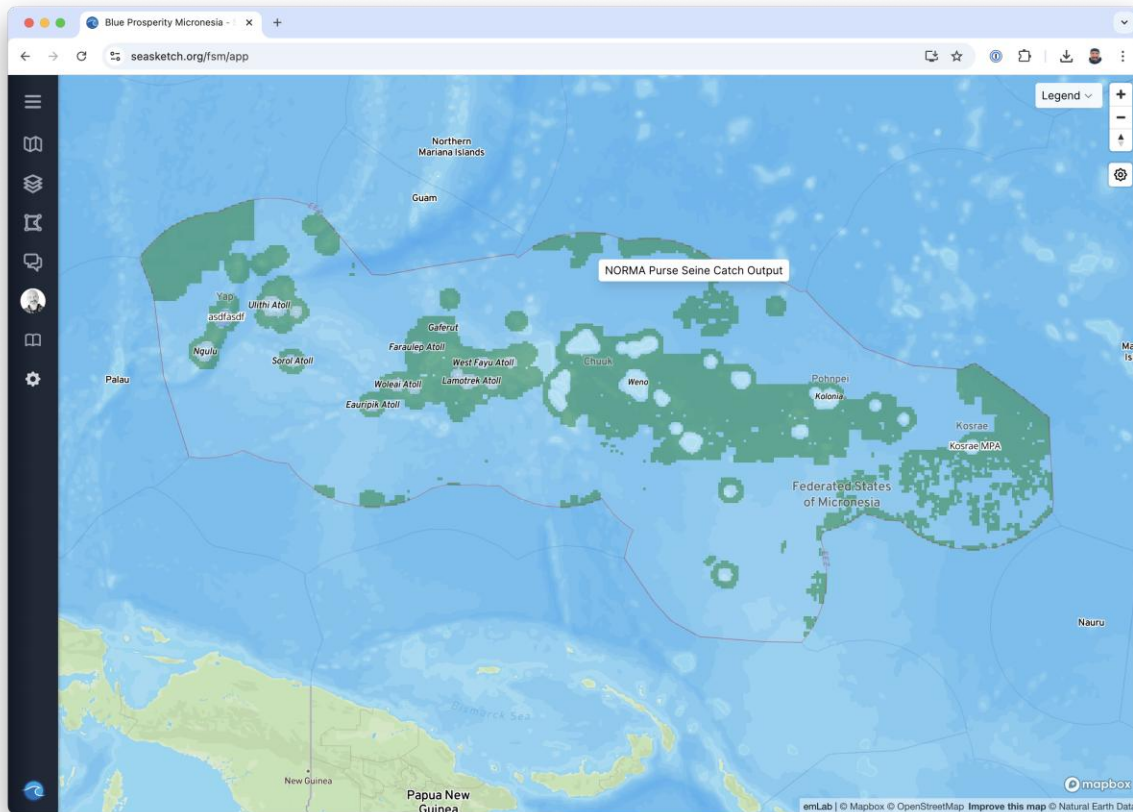 Blue Prosperity Micronesia -
seasketch.org/fsm/app
Legend
Northern
Mariana Islands
Guam
NORMA Purse Seine Catch Output
Yap
Ulithi Atoll
asdfasdf
Gaferut
Ngulu
Faraulep Atoll
Sorol Atoll
West Fayu Atoll
Chuuk
Palau
Woleai Atoll
Lamotrek Atoll
Weno
Pohnpei
Kolonia
Eauripik Atoll
Kosrae
Kosrae MPA
Federated States
of Micronesia
Nauru
Bismarck Sea
New Guinea
Papua New
Guinea
mapbox
emLab | © Mapbox © OpenStreetMap Improve this map © Natural Earth Dat